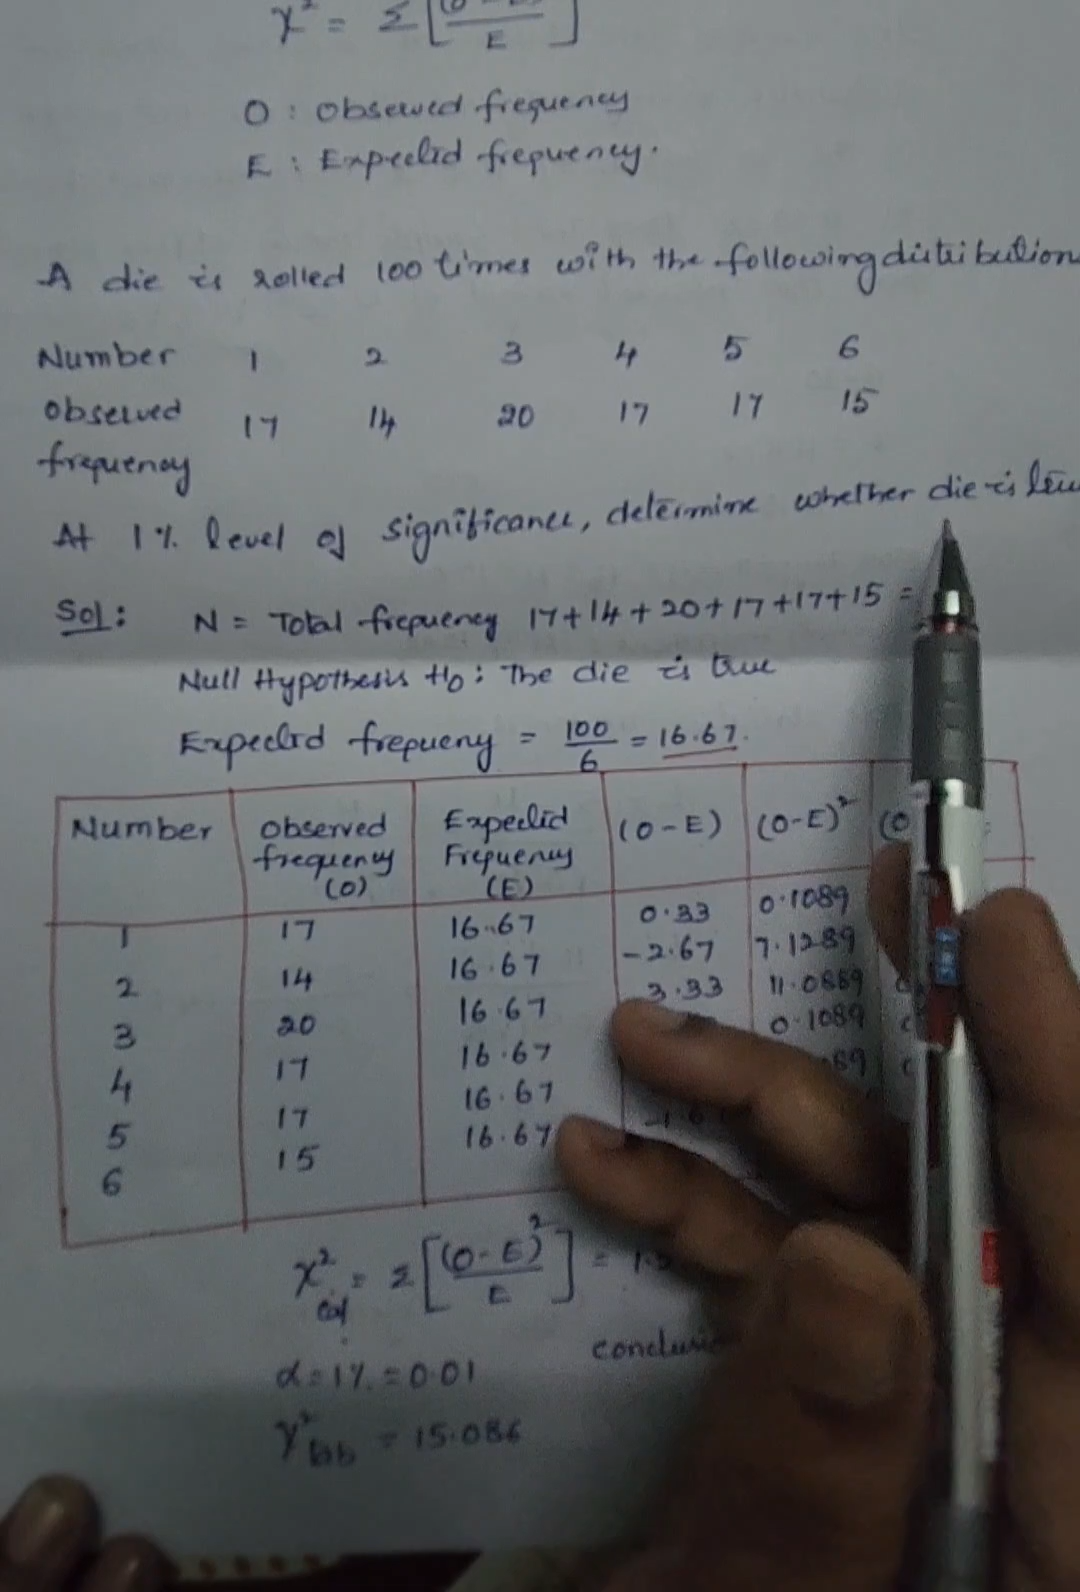 χ² = Σ [(O-E)² / E]
O : Observed frequency
E : Expected frequency.
A die is rolled 100 times with the following distribution
Number 1 2 3 4 5 6
Observed frequency 17 14 20 17 17 15
At 1% level of significance, determine whether die is
Sol: N = Total frequency 17+14+20+17+17+15 =
Null Hypothesis H₀: The die is true
Expected frequency = 100/6 = 16.67.
Number Observed frequency (O) Expected Frequency (E) (O-E) (O-E)² (O
1 17 16.67 0.33 0.1089
2 14 16.67 -2.67 7.1289
3 20 16.67 3.33 11.0889
4 17 16.67 0.1089
5 17 16.67 89
6 15 16.67
χ²cal = Σ [(O-E)² / E] = 1.
α = 1% = 0.01
χ²tab = 15.086